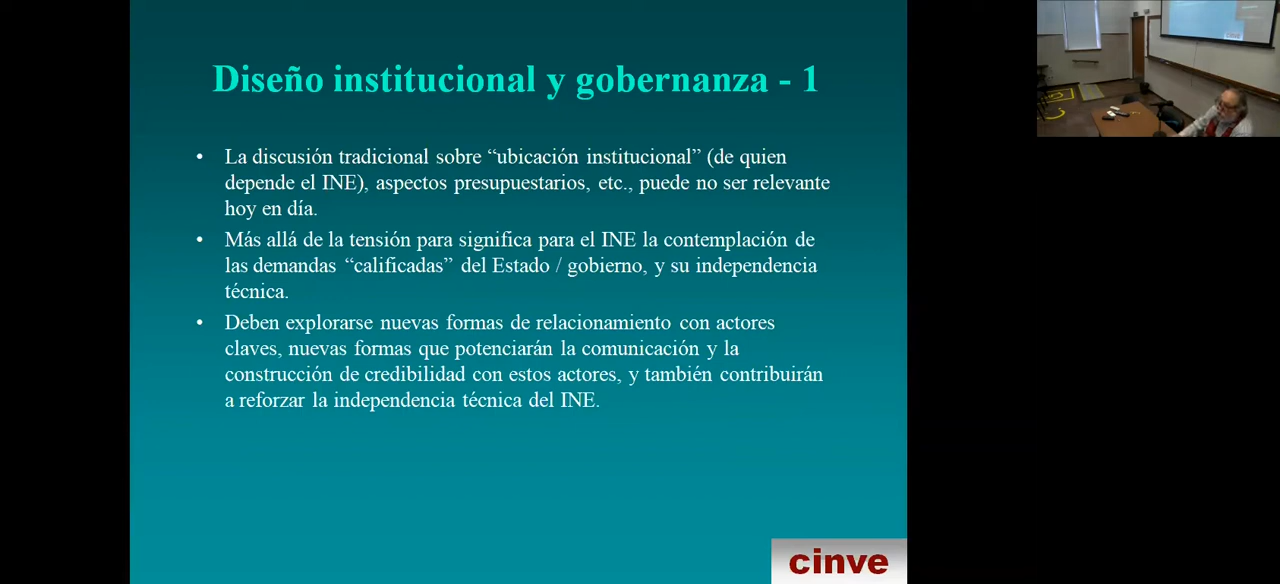 Diseño institucional y gobernanza - 1
• La discusión tradicional sobre “ubicación institucional” (de quien
depende el INE), aspectos presupuestarios, etc., puede no ser relevante
hoy en día.
• Más allá de la tensión para significa para el INE la contemplación de
las demandas “calificadas” del Estado / gobierno, y su independencia
técnica.
• Deben explorarse nuevas formas de relacionamiento con actores
claves, nuevas formas que potenciarán la comunicación y la
construcción de credibilidad con estos actores, y también contribuirán
a reforzar la independencia técnica del INE.
cinve